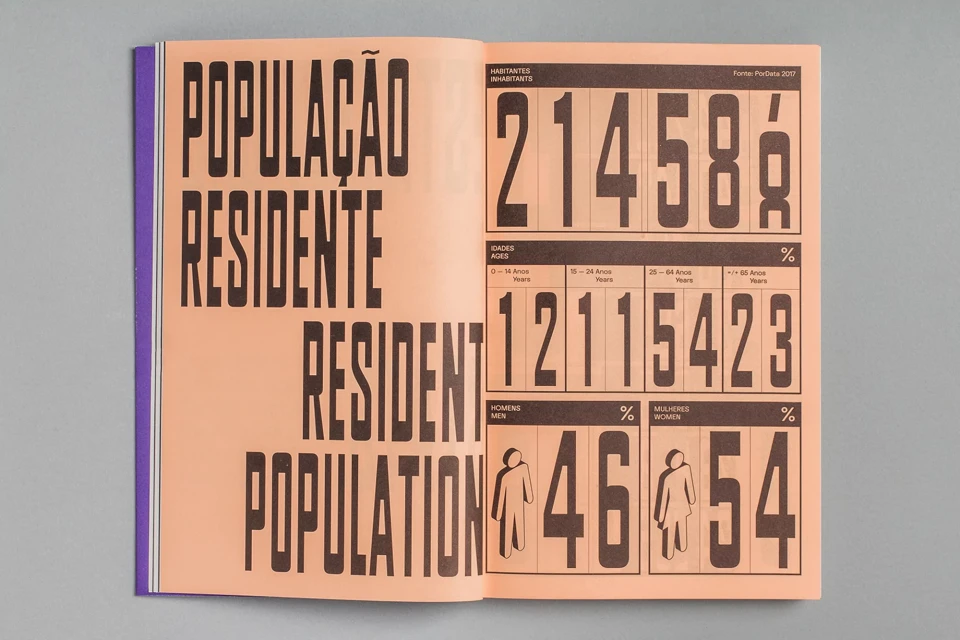 POPULAÇÃO
RESIDENTE
RESIDENT
POPULATION
HABITANTES
INHABITANTS
Fonte: PorData 2017
21458
IDADES
AGES
%
0 — 14 Anos
Years
15 — 24 Anos
Years
25 — 64 Anos
Years
+/+ 65 Anos
Years
12 11 54 23
HOMENS
MEN
%
46
MULHERES
WOMEN
%
54